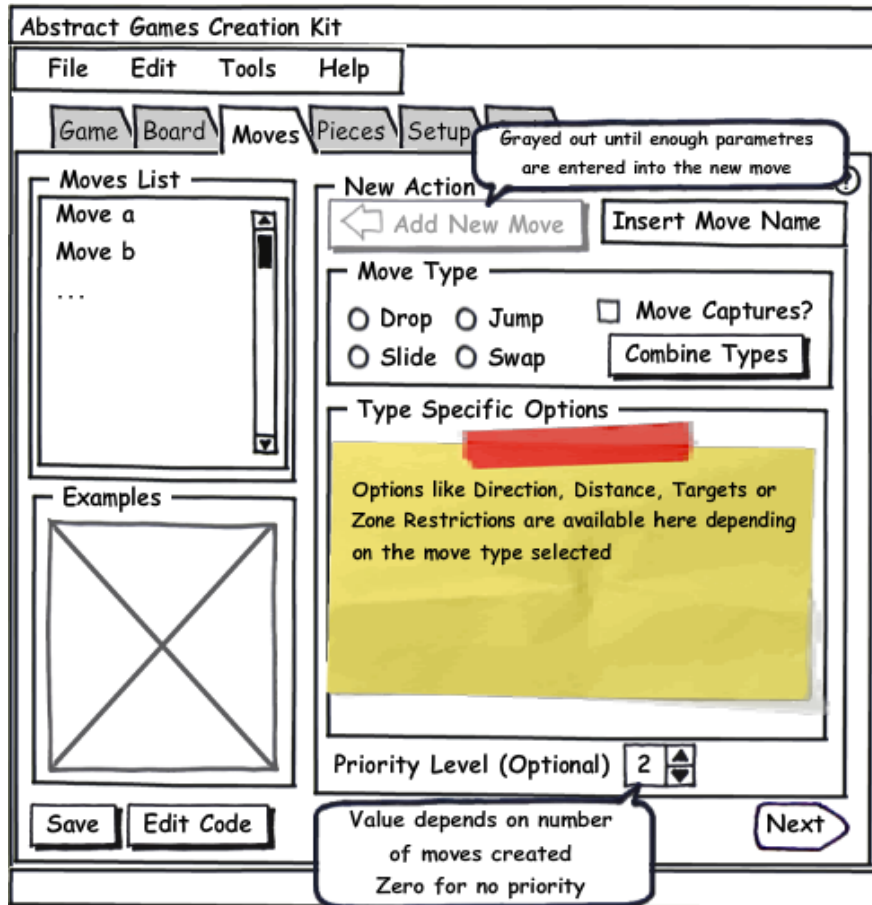 Abstract Games Creation Kit
File Edit Tools Help
Game Board Moves Pieces Setup
Grayed out until enough parametres
are entered into the new move
Moves List
Move a
Move b
...
New Action
?
Add New Move
Insert Move Name
Move Type
Drop Jump
Move Captures?
Slide Swap
Combine Types
Type Specific Options
Options like Direction, Distance, Targets or
Zone Restrictions are available here depending
on the move type selected
Examples
Priority Level (Optional) 2
Value depends on number
of moves created
Zero for no priority
Save
Edit Code
Next